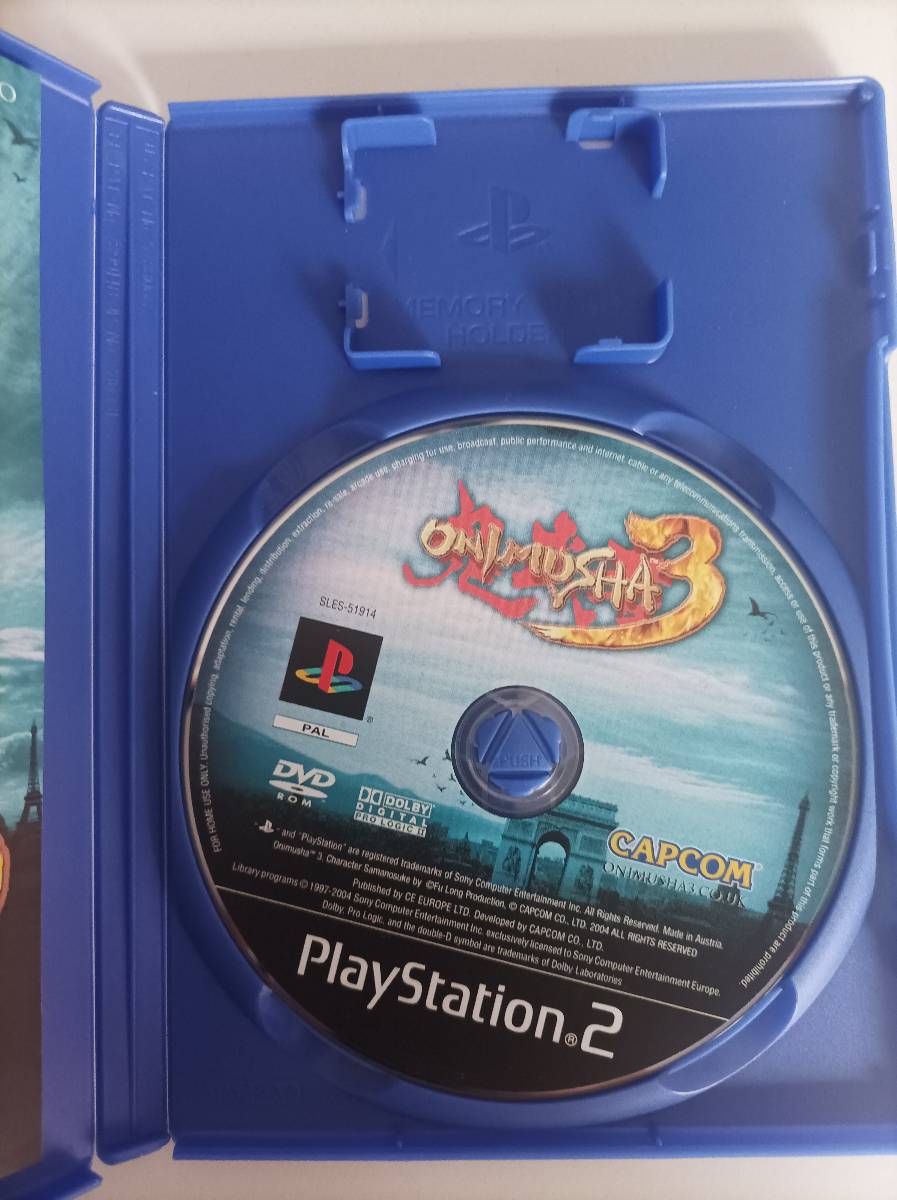 MEMORY
HOLDER
FOR HOME USE ONLY. Unauthorised copying, adaptation, rental, lending, distribution, extraction, re-sale, arcade use, charging for use, broadcast, public performance and internet, cable or any telecommunications transmission, access or use of this product or any trademark or copyright work that forms part of this product are prohibited.
ONIMUSHA 3
SLES-51914
PAL
PUSH
DVD
ROM
DOLBY
DIGITAL
PRO LOGIC II
CAPCOM
ONIMUSHA3.CO.UK
" and "PlayStation" are registered trademarks of Sony Computer Entertainment Inc. All Rights Reserved. Made in Austria.
Onimusha™ 3. Character Samanosuke by ©Fu Long Production. © CAPCOM CO., LTD. 2004 ALL RIGHTS RESERVED
Published by CE EUROPE LTD. Developed by CAPCOM CO., LTD.
Library programs © 1997-2004 Sony Computer Entertainment Inc. exclusively licensed to Sony Computer Entertainment Europe.
Dolby, Pro Logic, and the double-D symbol are trademarks of Dolby Laboratories
PlayStation®2